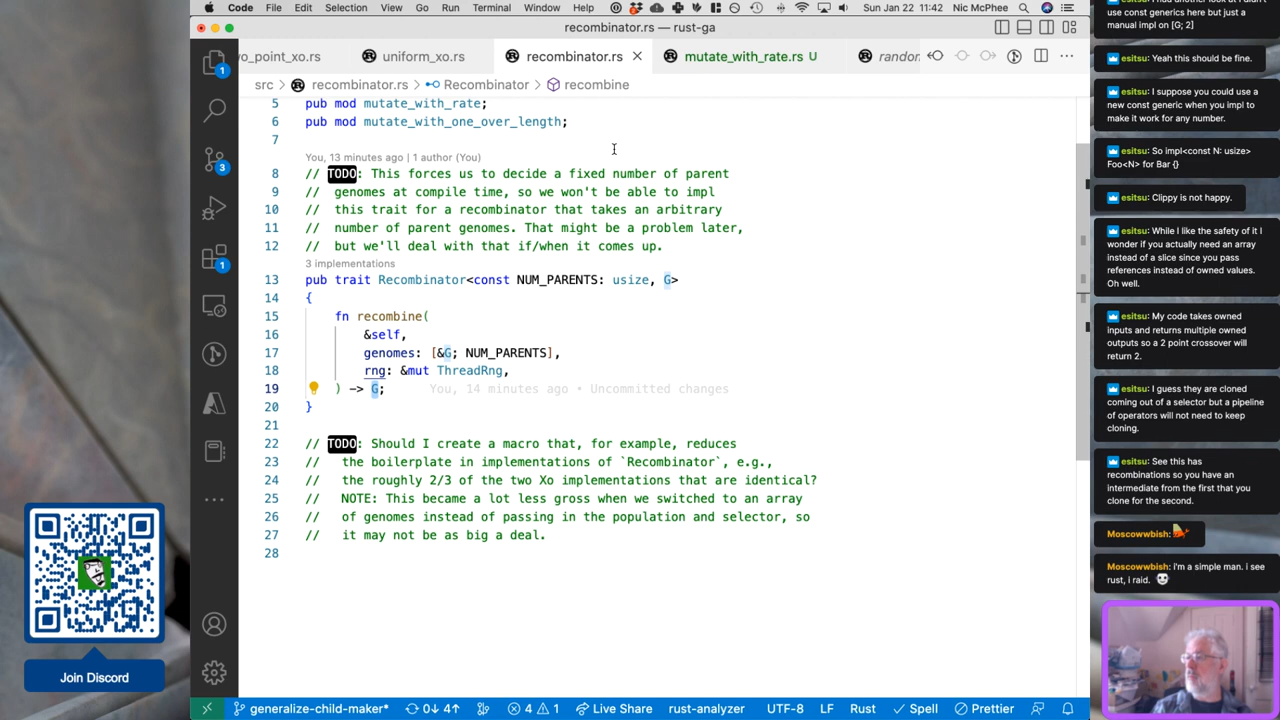 Code File Edit Selection View Go Run Terminal Window Help Sun Jan 22 11:42 Nic McPhee
recombinator.rs — rust-ga
wo_point_xo.rs uniform_xo.rs recombinator.rs mutate_with_rate.rs U random
src > recombinator.rs > Recombinator > recombine
5 pub mod mutate_with_rate;
6 pub mod mutate_with_one_over_length;
7
You, 13 minutes ago | 1 author (You)
8 // TODO: This forces us to decide a fixed number of parent
9 // genomes at compile time, so we won't be able to impl
10 // this trait for a recombinator that takes an arbitrary
11 // number of parent genomes. That might be a problem later,
12 // but we'll deal with that if/when it comes up.
3 implementations
13 pub trait Recombinator<const NUM_PARENTS: usize, G>
14 {
15 fn recombine(
16 &self,
17 genomes: [&G; NUM_PARENTS],
18 rng: &mut ThreadRng,
19 ) -> G; You, 14 minutes ago • Uncommitted changes
20 }
21
22 // TODO: Should I create a macro that, for example, reduces
23 // the boilerplate in implementations of `Recombinator`, e.g.,
24 // the roughly 2/3 of the two Xo implementations that are identical?
25 // NOTE: This became a lot less gross when we switched to an array
26 // of genomes instead of passing in the population and selector, so
27 // it may not be as big a deal.
28
1
3
1
generalize-child-maker* 0↓ 4↑ 4 1 Live Share rust-analyzer UTF-8 LF Rust Spell Prettier
Join Discord
use const generics here but just a
manual impl on [G; 2]
esitsu: Yeah this should be fine.
esitsu: I suppose you could use a
new const generic when you impl to
make it work for any number.
esitsu: So impl<const N: usize>
Foo<N> for Bar {}
esitsu: Clippy is not happy.
esitsu: While I like the safety of it I
wonder if you actually need an array
instead of a slice since you pass
references instead of owned values.
Oh well.
esitsu: My code takes owned
inputs and returns multiple owned
outputs so a 2 point crossover will
return 2.
esitsu: I guess they are cloned
coming out of a selector but a pipeline
of operators will not need to keep
cloning.
esitsu: See this has
recombinations so you have an
intermediate from the first that you
clone for the second.
Moscowwbish:
Moscowwbish: i'm a simple man. i see
rust, i raid.